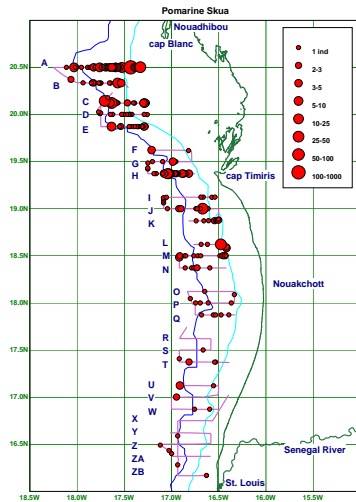 Pomarine Skua
Nouadhibou
cap Blanc
1 ind
2-3
3-5
5-10
10-25
25-50
50-100
100-1000
20.5N
20.0N
19.5N
19.0N
18.5N
18.0N
17.5N
17.0N
16.5N
A
B
C
D
E
F
G
H
I
J
K
L
M
N
O
P
Q
R
S
T
U
V
W
X
Y
Z
ZA
ZB
cap Timiris
Nouakchott
Senegal River
St. Louis
18.5W
18.0W
17.5W
17.0W
16.5W
16.0W
15.5W